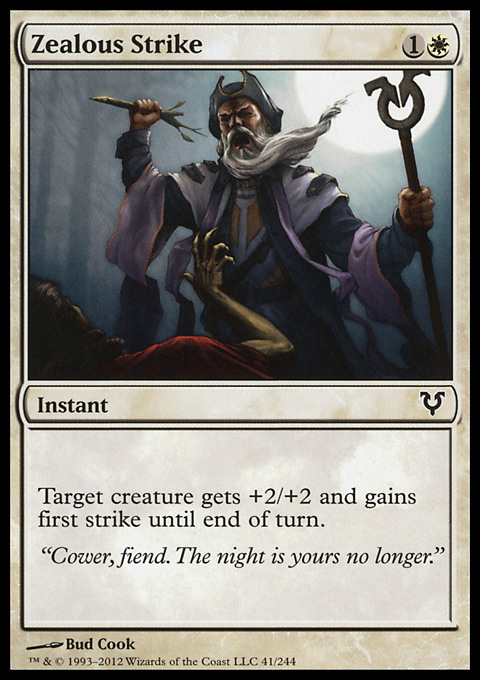 Zealous Strike 1
Instant
Target creature gets +2/+2 and gains
first strike until end of turn.
“Cower, fiend. The night is yours no longer.”
Bud Cook
™ & © 1993–2012 Wizards of the Coast LLC 41/244